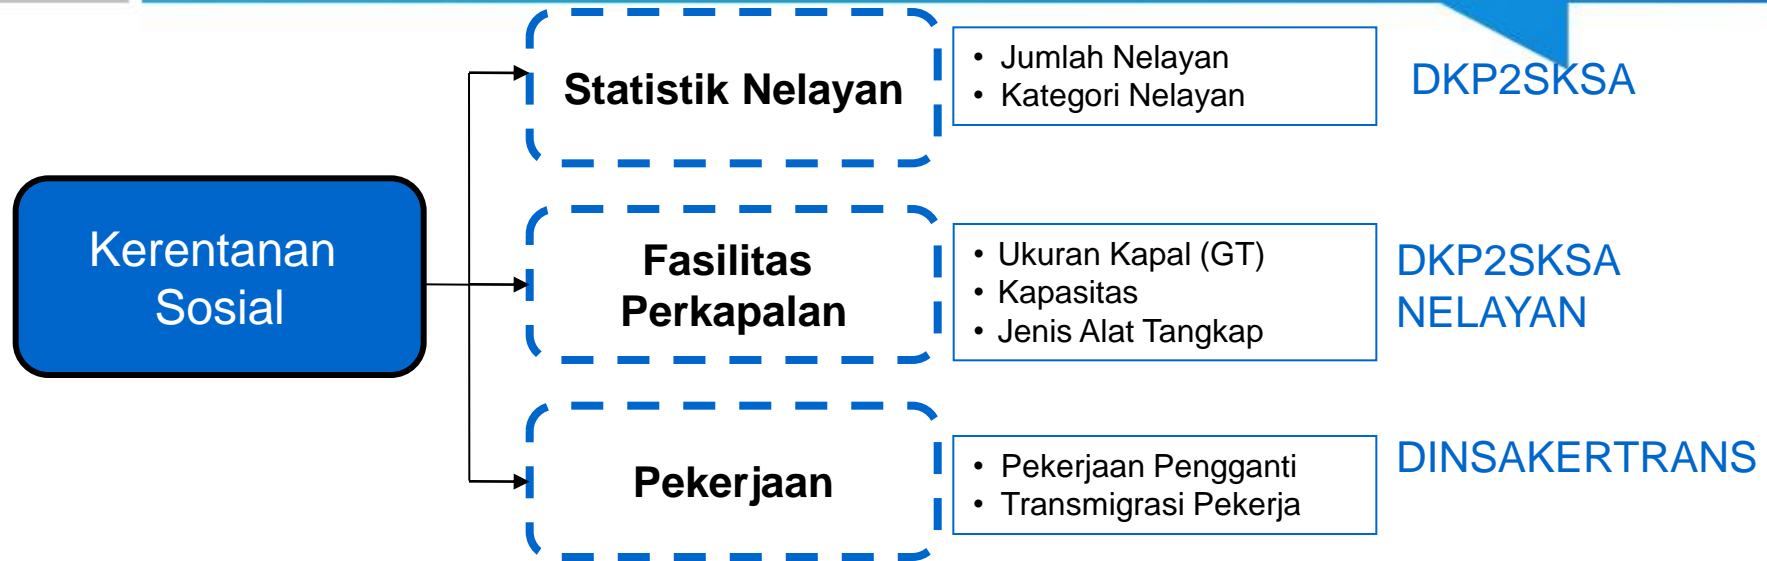 Kerentanan
Sosial
Statistik Nelayan
• Jumlah Nelayan
• Kategori Nelayan
DKP2SKSA
Fasilitas
Perkapalan
• Ukuran Kapal (GT)
• Kapasitas
• Jenis Alat Tangkap
DKP2SKSA
NELAYAN
Pekerjaan
• Pekerjaan Pengganti
• Transmigrasi Pekerja
DINSAKERTRANS